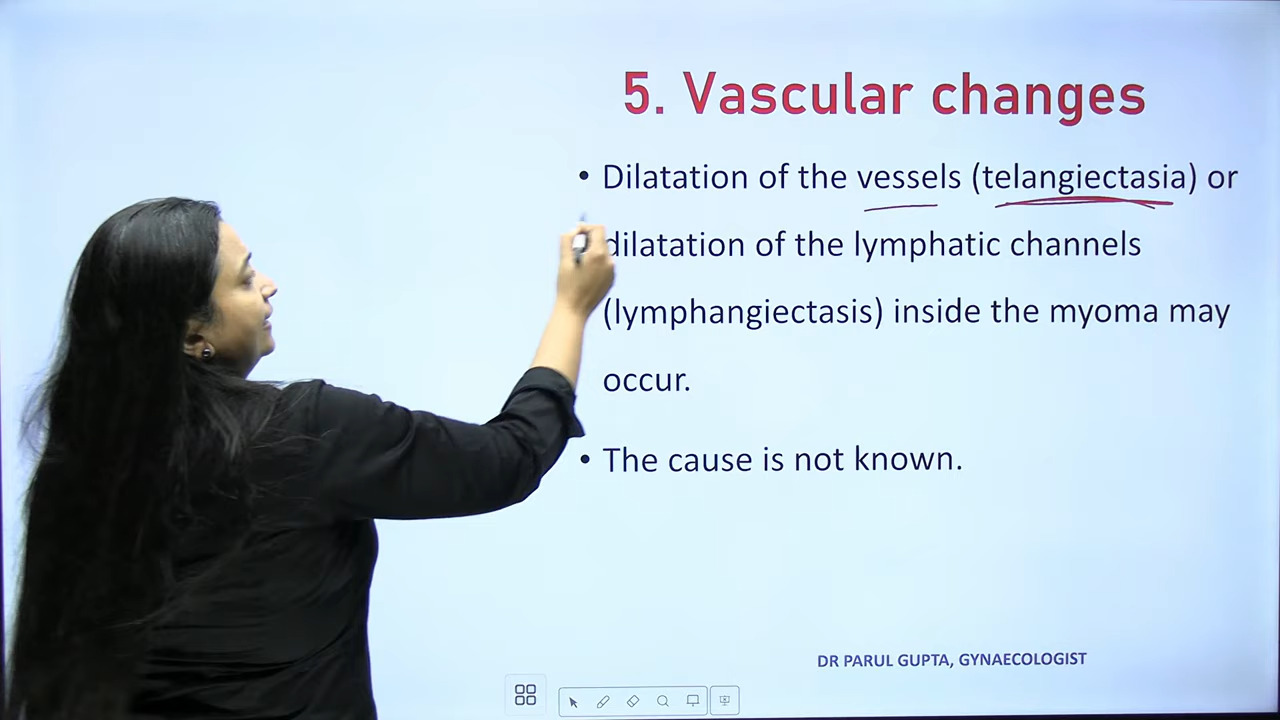 5. Vascular changes
• Dilatation of the vessels (telangiectasia) or
dilatation of the lymphatic channels
(lymphangiectasis) inside the myoma may
occur.
• The cause is not known.
DR PARUL GUPTA, GYNAECOLOGIST